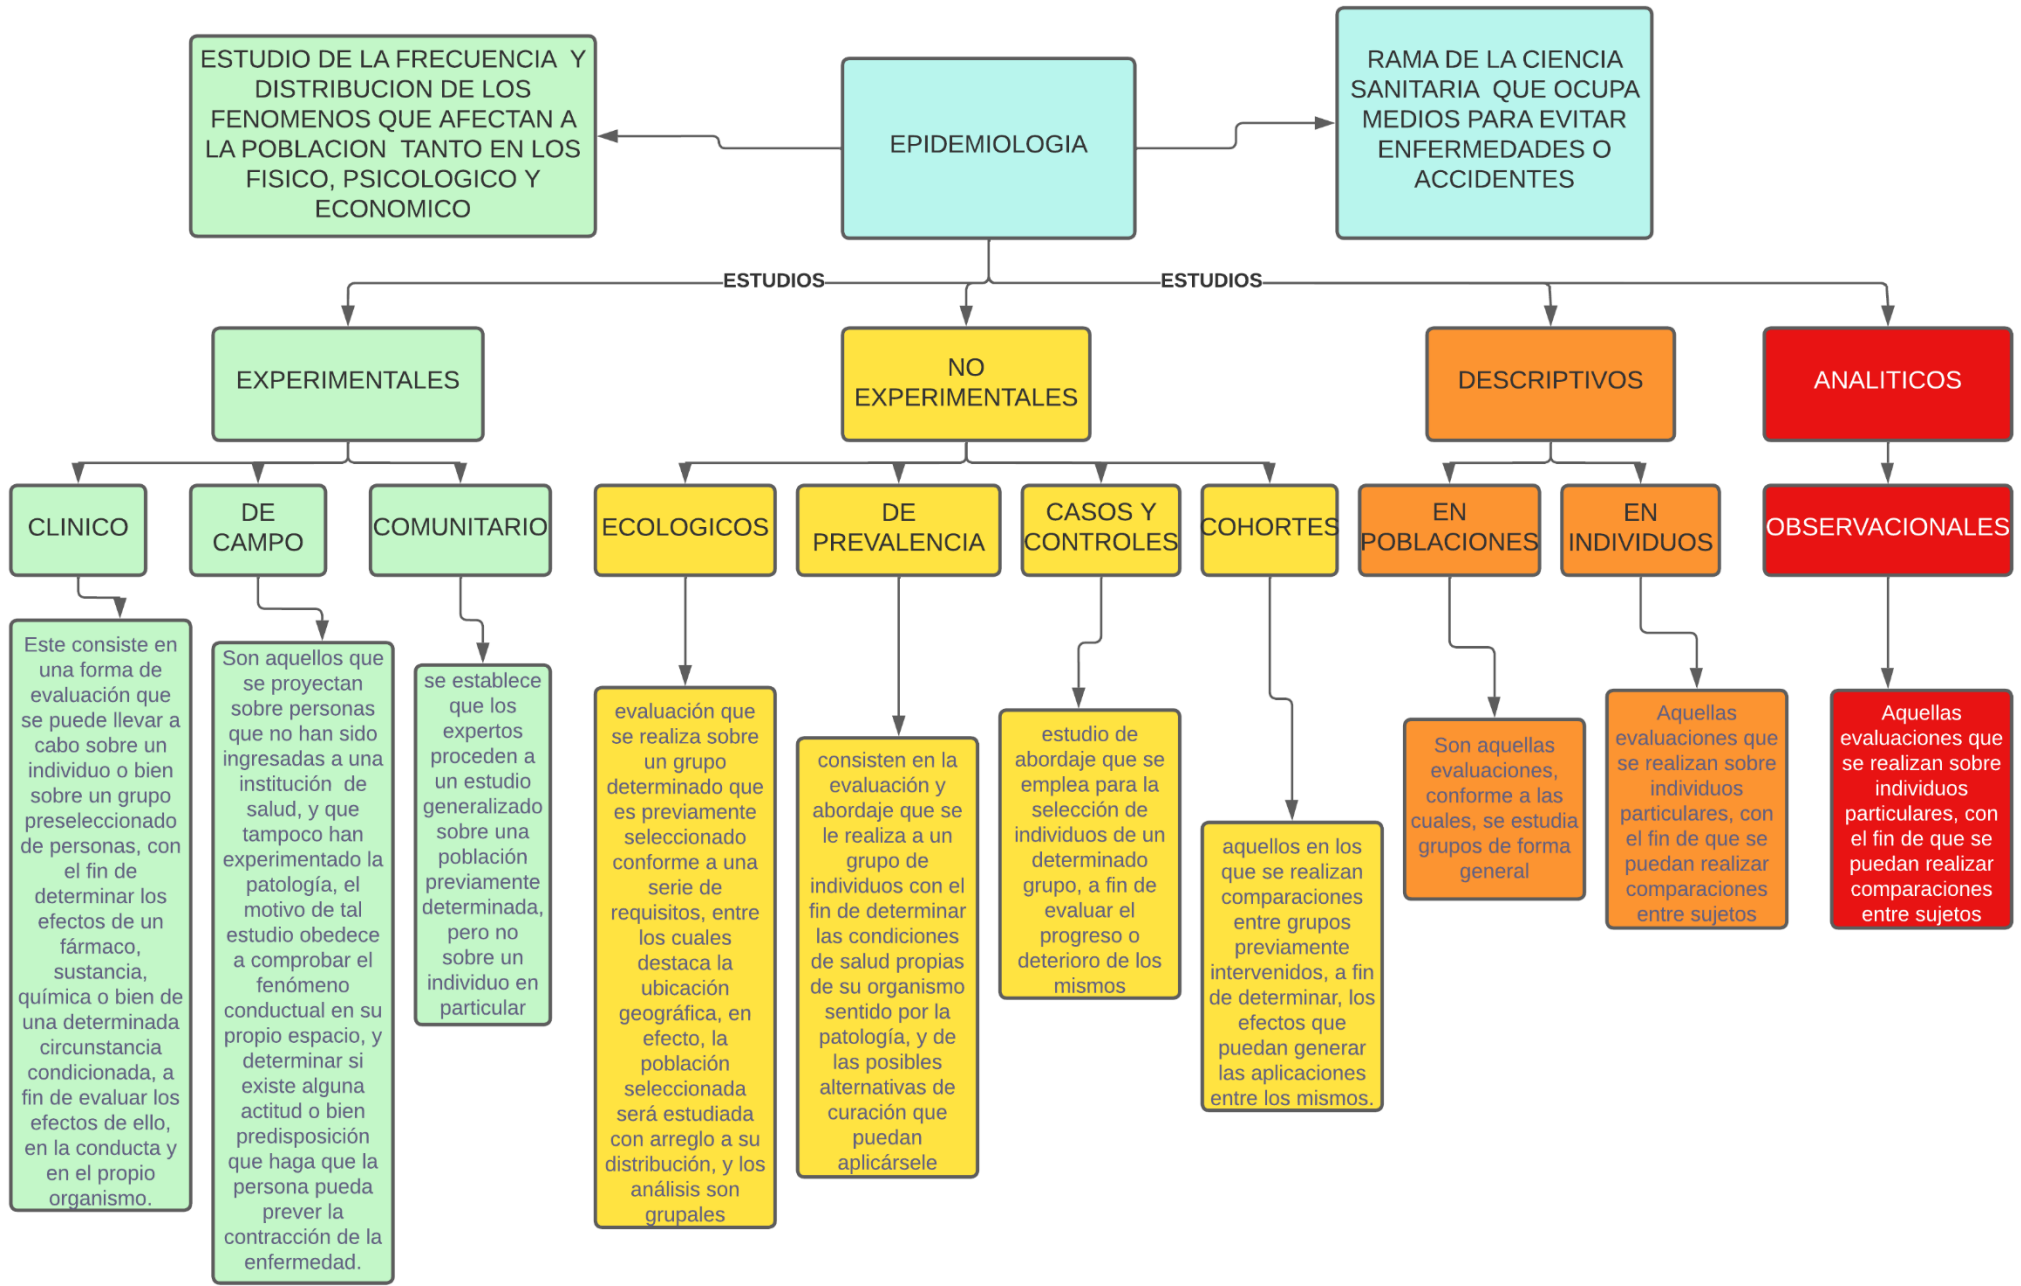 ESTUDIO DE LA FRECUENCIA Y
DISTRIBUCION DE LOS
FENOMENOS QUE AFECTAN A
LA POBLACION TANTO EN LOS
FISICO, PSICOLOGICO Y
ECONOMICO
EPIDEMIOLOGIA
RAMA DE LA CIENCIA
SANITARIA QUE OCUPA
MEDIOS PARA EVITAR
ENFERMEDADES O
ACCIDENTES
ESTUDIOS
ESTUDIOS
EXPERIMENTALES
NO
EXPERIMENTALES
DESCRIPTIVOS
ANALITICOS
CLINICO
DE
CAMPO
COMUNITARIO
ECOLOGICOS
DE
PREVALENCIA
CASOS Y
CONTROLES
COHORTES
EN
POBLACIONES
EN
INDIVIDUOS
OBSERVACIONALES
Este consiste en
una forma de
evaluación que
se puede llevar a
cabo sobre un
individuo o bien
sobre un grupo
preseleccionado
de personas, con
el fin de
determinar los
efectos de un
fármaco,
sustancia,
química o bien de
una determinada
circunstancia
condicionada, a
fin de evaluar los
efectos de ello,
en la conducta y
en el propio
organismo.
Son aquellos que
se proyectan
sobre personas
que no han sido
ingresadas a una
institución de
salud, y que
tampoco han
experimentado la
patología, el
motivo de tal
estudio obedece
a comprobar el
fenómeno
conductual en su
propio espacio, y
determinar si
existe alguna
actitud o bien
predisposición
que haga que la
persona pueda
prever la
contracción de la
enfermedad.
se establece
que los
expertos
proceden a
un estudio
generalizado
sobre una
población
previamente
determinada,
pero no
sobre un
individuo en
particular
evaluación que
se realiza sobre
un grupo
determinado que
es previamente
seleccionado
conforme a una
serie de
requisitos, entre
los cuales
destaca la
ubicación
geográfica, en
efecto, la
población
seleccionada
será estudiada
con arreglo a su
distribución, y los
análisis son
grupales
consisten en la
evaluación y
abordaje que se
le realiza a un
grupo de
individuos con el
fin de determinar
las condiciones
de salud propias
de su organismo
sentido por la
patología, y de
las posibles
alternativas de
curación que
puedan
aplicársele
estudio de
abordaje que se
emplea para la
selección de
individuos de un
determinado
grupo, a fin de
evaluar el
progreso o
deterioro de los
mismos
aquellos en los
que se realizan
comparaciones
entre grupos
previamente
intervenidos, a fin
de determinar, los
efectos que
puedan generar
las aplicaciones
entre los mismos.
Son aquellas
evaluaciones,
conforme a las
cuales, se estudia
grupos de forma
general
Aquellas
evaluaciones que
se realizan sobre
individuos
particulares, con
el fin de que se
puedan realizar
comparaciones
entre sujetos
Aquellas
evaluaciones que
se realizan sobre
individuos
particulares, con
el fin de que se
puedan realizar
comparaciones
entre sujetos